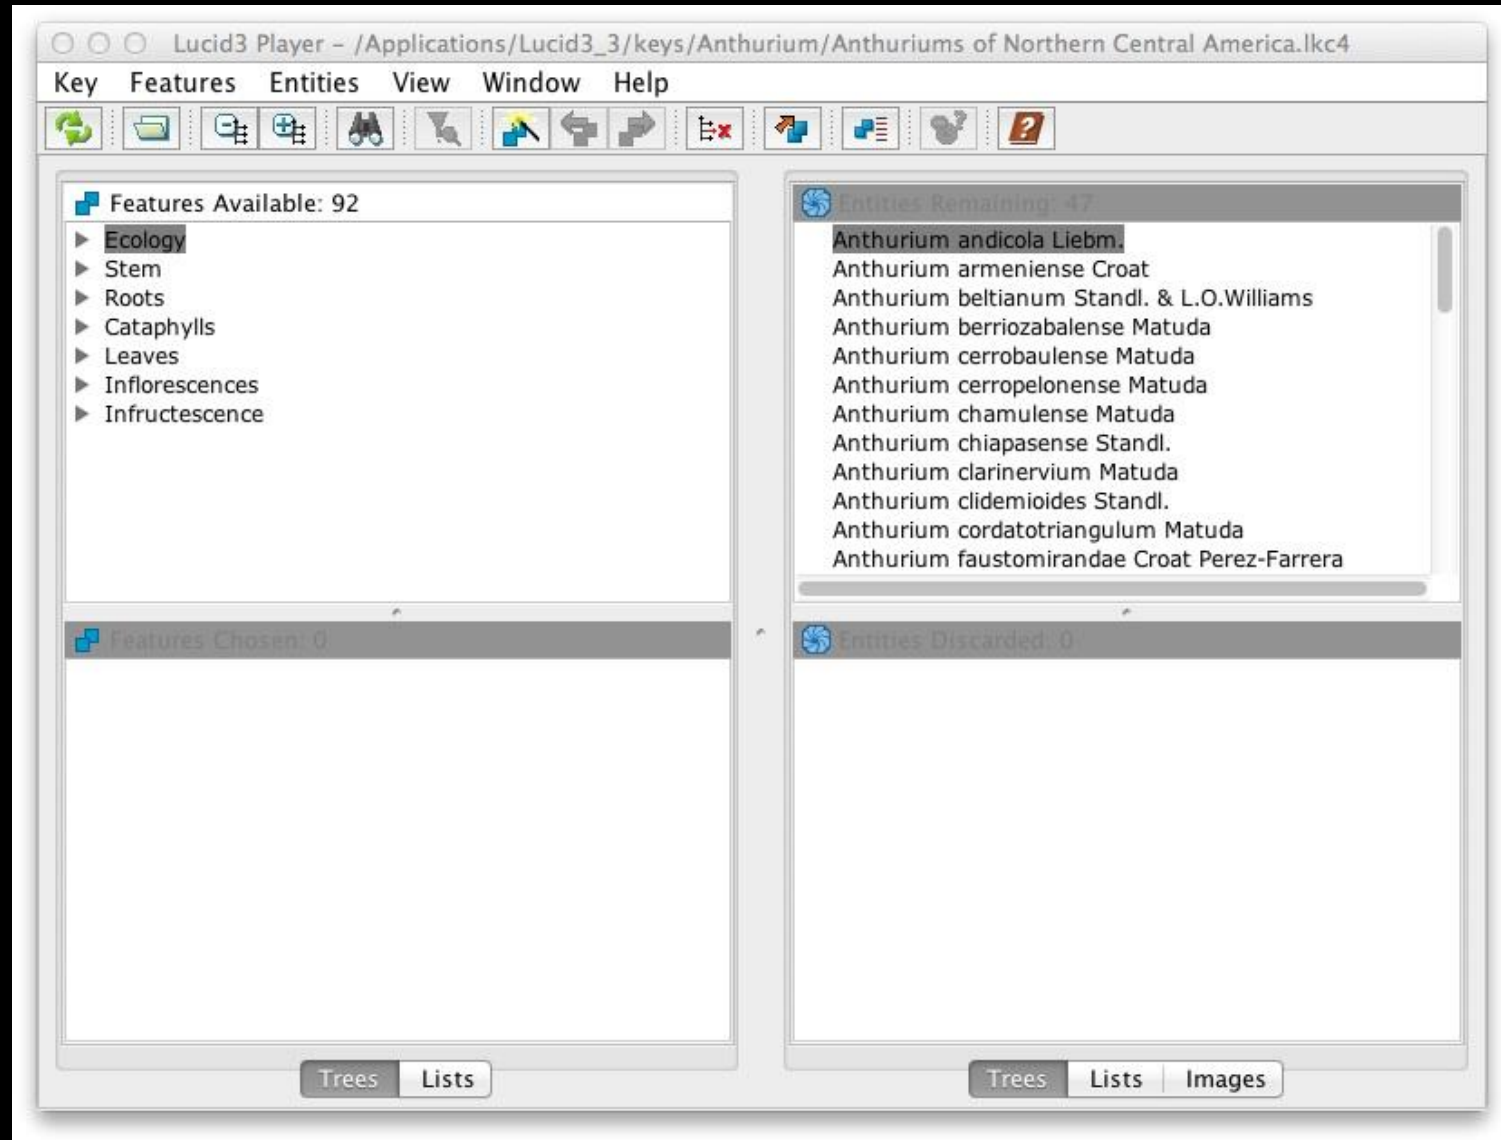 Lucid3 Player – /Applications/Lucid3_3/keys/Anthurium/Anthuriums of Northern Central America.lkc4
Key Features Entities View Window Help
Features Available: 92
Ecology
Stem
Roots
Cataphylls
Leaves
Inflorescences
Infructescence
Features Chosen: 0
Trees Lists
Entities Remaining: 47
Anthurium andicola Liebm.
Anthurium armeniense Croat
Anthurium beltianum Standl. & L.O.Williams
Anthurium berriozabalense Matuda
Anthurium cerrobaulense Matuda
Anthurium cerropelonense Matuda
Anthurium chamulense Matuda
Anthurium chiapasense Standl.
Anthurium clarinervium Matuda
Anthurium clidemioides Standl.
Anthurium cordatotriangulum Matuda
Anthurium faustomirandae Croat Perez-Farrera
Entities Discarded: 0
Trees Lists Images